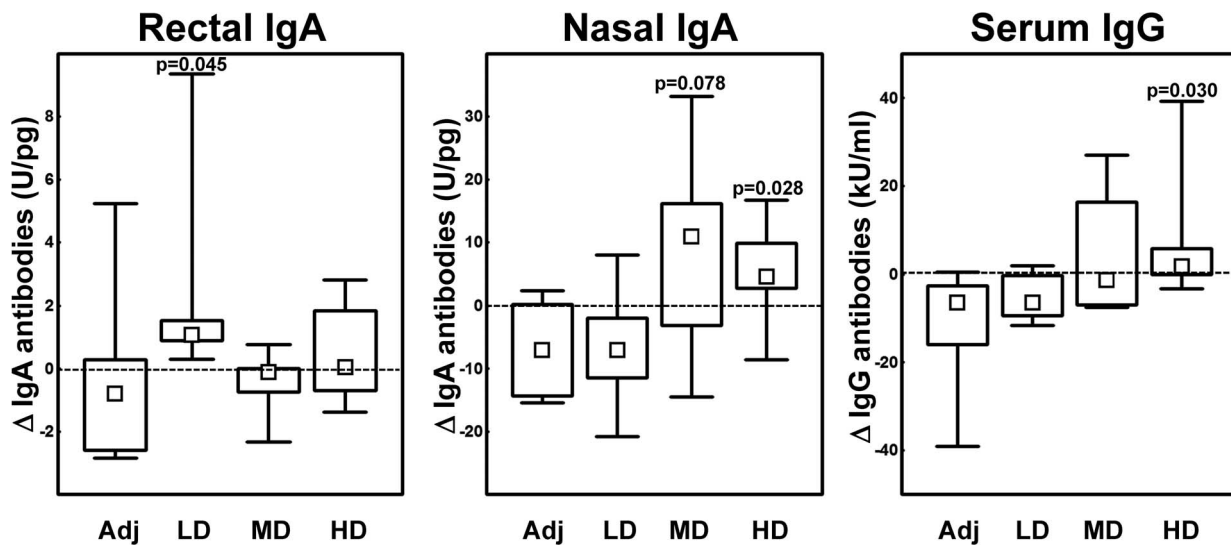 Rectal IgA
Δ IgA antibodies (U/pg)
8
6
4
2
0
-2
p=0.045
Adj LD MD HD
Nasal IgA
Δ IgA antibodies (U/pg)
30
20
10
0
-10
-20
p=0.078
p=0.028
Adj LD MD HD
Serum IgG
Δ IgG antibodies (kU/ml)
40
20
0
-20
-40
p=0.030
Adj LD MD HD